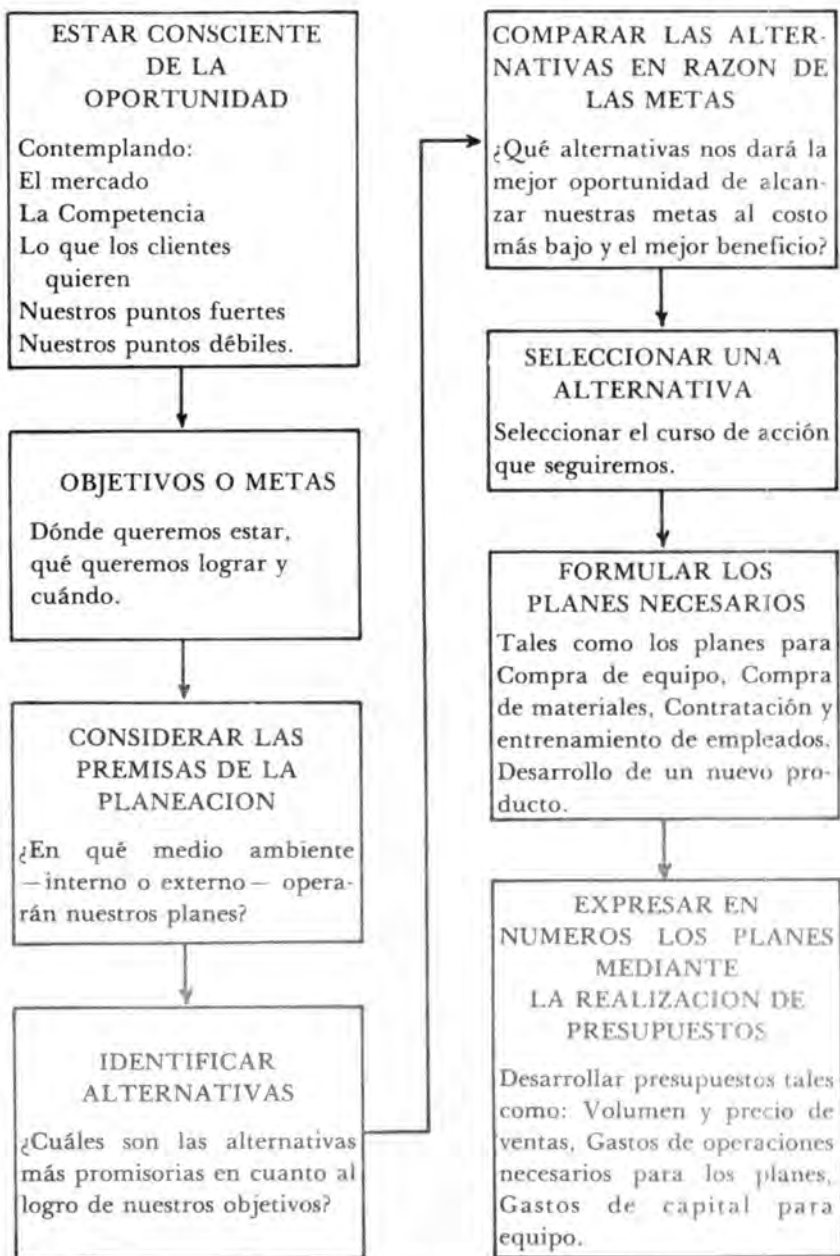 ESTAR CONSCIENTE
DE LA
OPORTUNIDAD
Contemplando:
El mercado
La Competencia
Lo que los clientes
quieren
Nuestros puntos fuertes
Nuestros puntos débiles.
OBJETIVOS O METAS
Dónde queremos estar,
qué queremos lograr y
cuándo.
CONSIDERAR LAS
PREMISAS DE LA
PLANEACION
¿En qué medio ambiente
—interno o externo— opera-
rán nuestros planes?
IDENTIFICAR
ALTERNATIVAS
¿Cuáles son las alternativas
más promisorias en cuanto al
logro de nuestros objetivos?
COMPARAR LAS ALTER-
NATIVAS EN RAZON DE
LAS METAS
¿Qué alternativas nos dará la
mejor oportunidad de alcan-
zar nuestras metas al costo
más bajo y el mejor beneficio?
SELECCIONAR UNA
ALTERNATIVA
Seleccionar el curso de acción
que seguiremos.
FORMULAR LOS
PLANES NECESARIOS
Tales como los planes para
Compra de equipo, Compra
de materiales, Contratación y
entrenamiento de empleados.
Desarrollo de un nuevo pro-
ducto.
EXPRESAR EN
NUMEROS LOS PLANES
MEDIANTE
LA REALIZACION DE
PRESUPUESTOS
Desarrollar presupuestos tales
como: Volumen y precio de
ventas, Gastos de operaciones
necesarios para los planes,
Gastos de capital para
equipo.